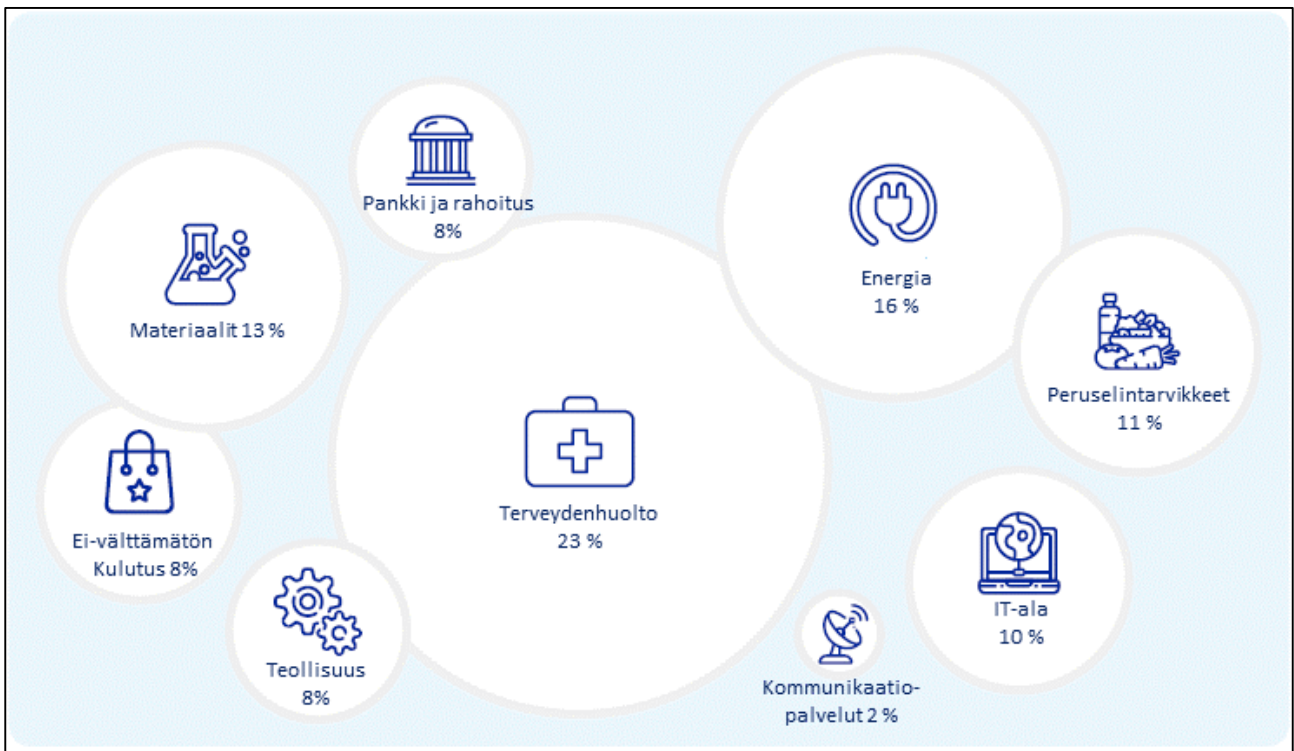 Pankki ja rahoitus
8%
Energia
16 %
Materiaalit 13 %
Peruselintarvikkeet
11 %
Terveydenhuolto
23 %
Ei-välttämätön
Kulutus 8%
IT-ala
10 %
Teollisuus
8%
Kommunikaatio-
palvelut 2 %